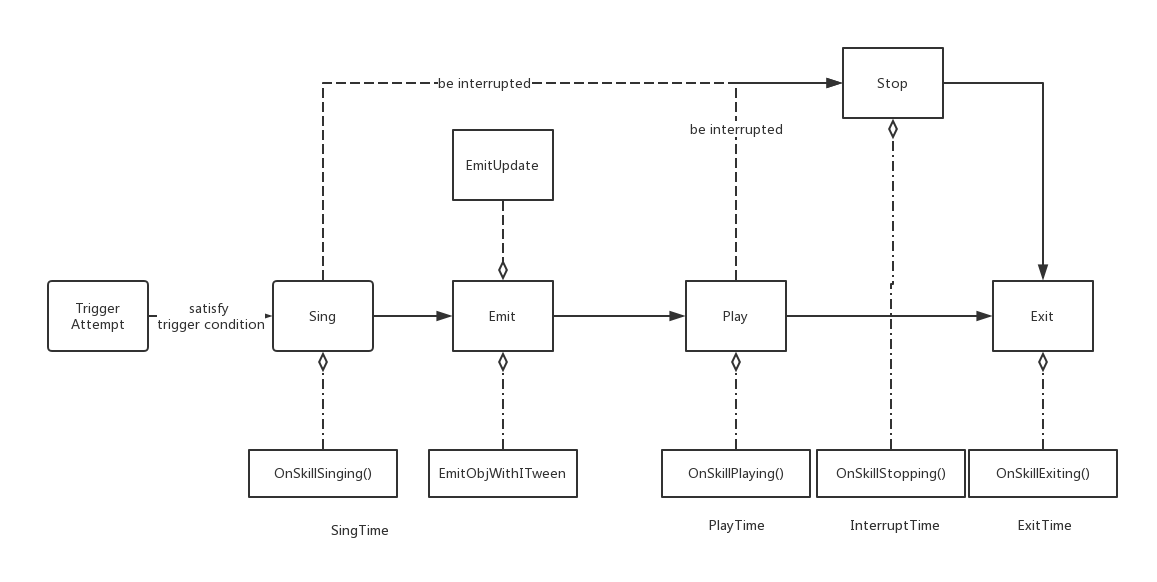 Stop
be interrupted
be interrupted
EmitUpdate
Trigger
Attempt
satisfy
trigger condition
Sing
Emit
Play
Exit
OnSkillSinging()
EmitObjWithITween
OnSkillPlaying()
OnSkillStopping()
OnSkillExiting()
SingTime
PlayTime
InterruptTime
ExitTime